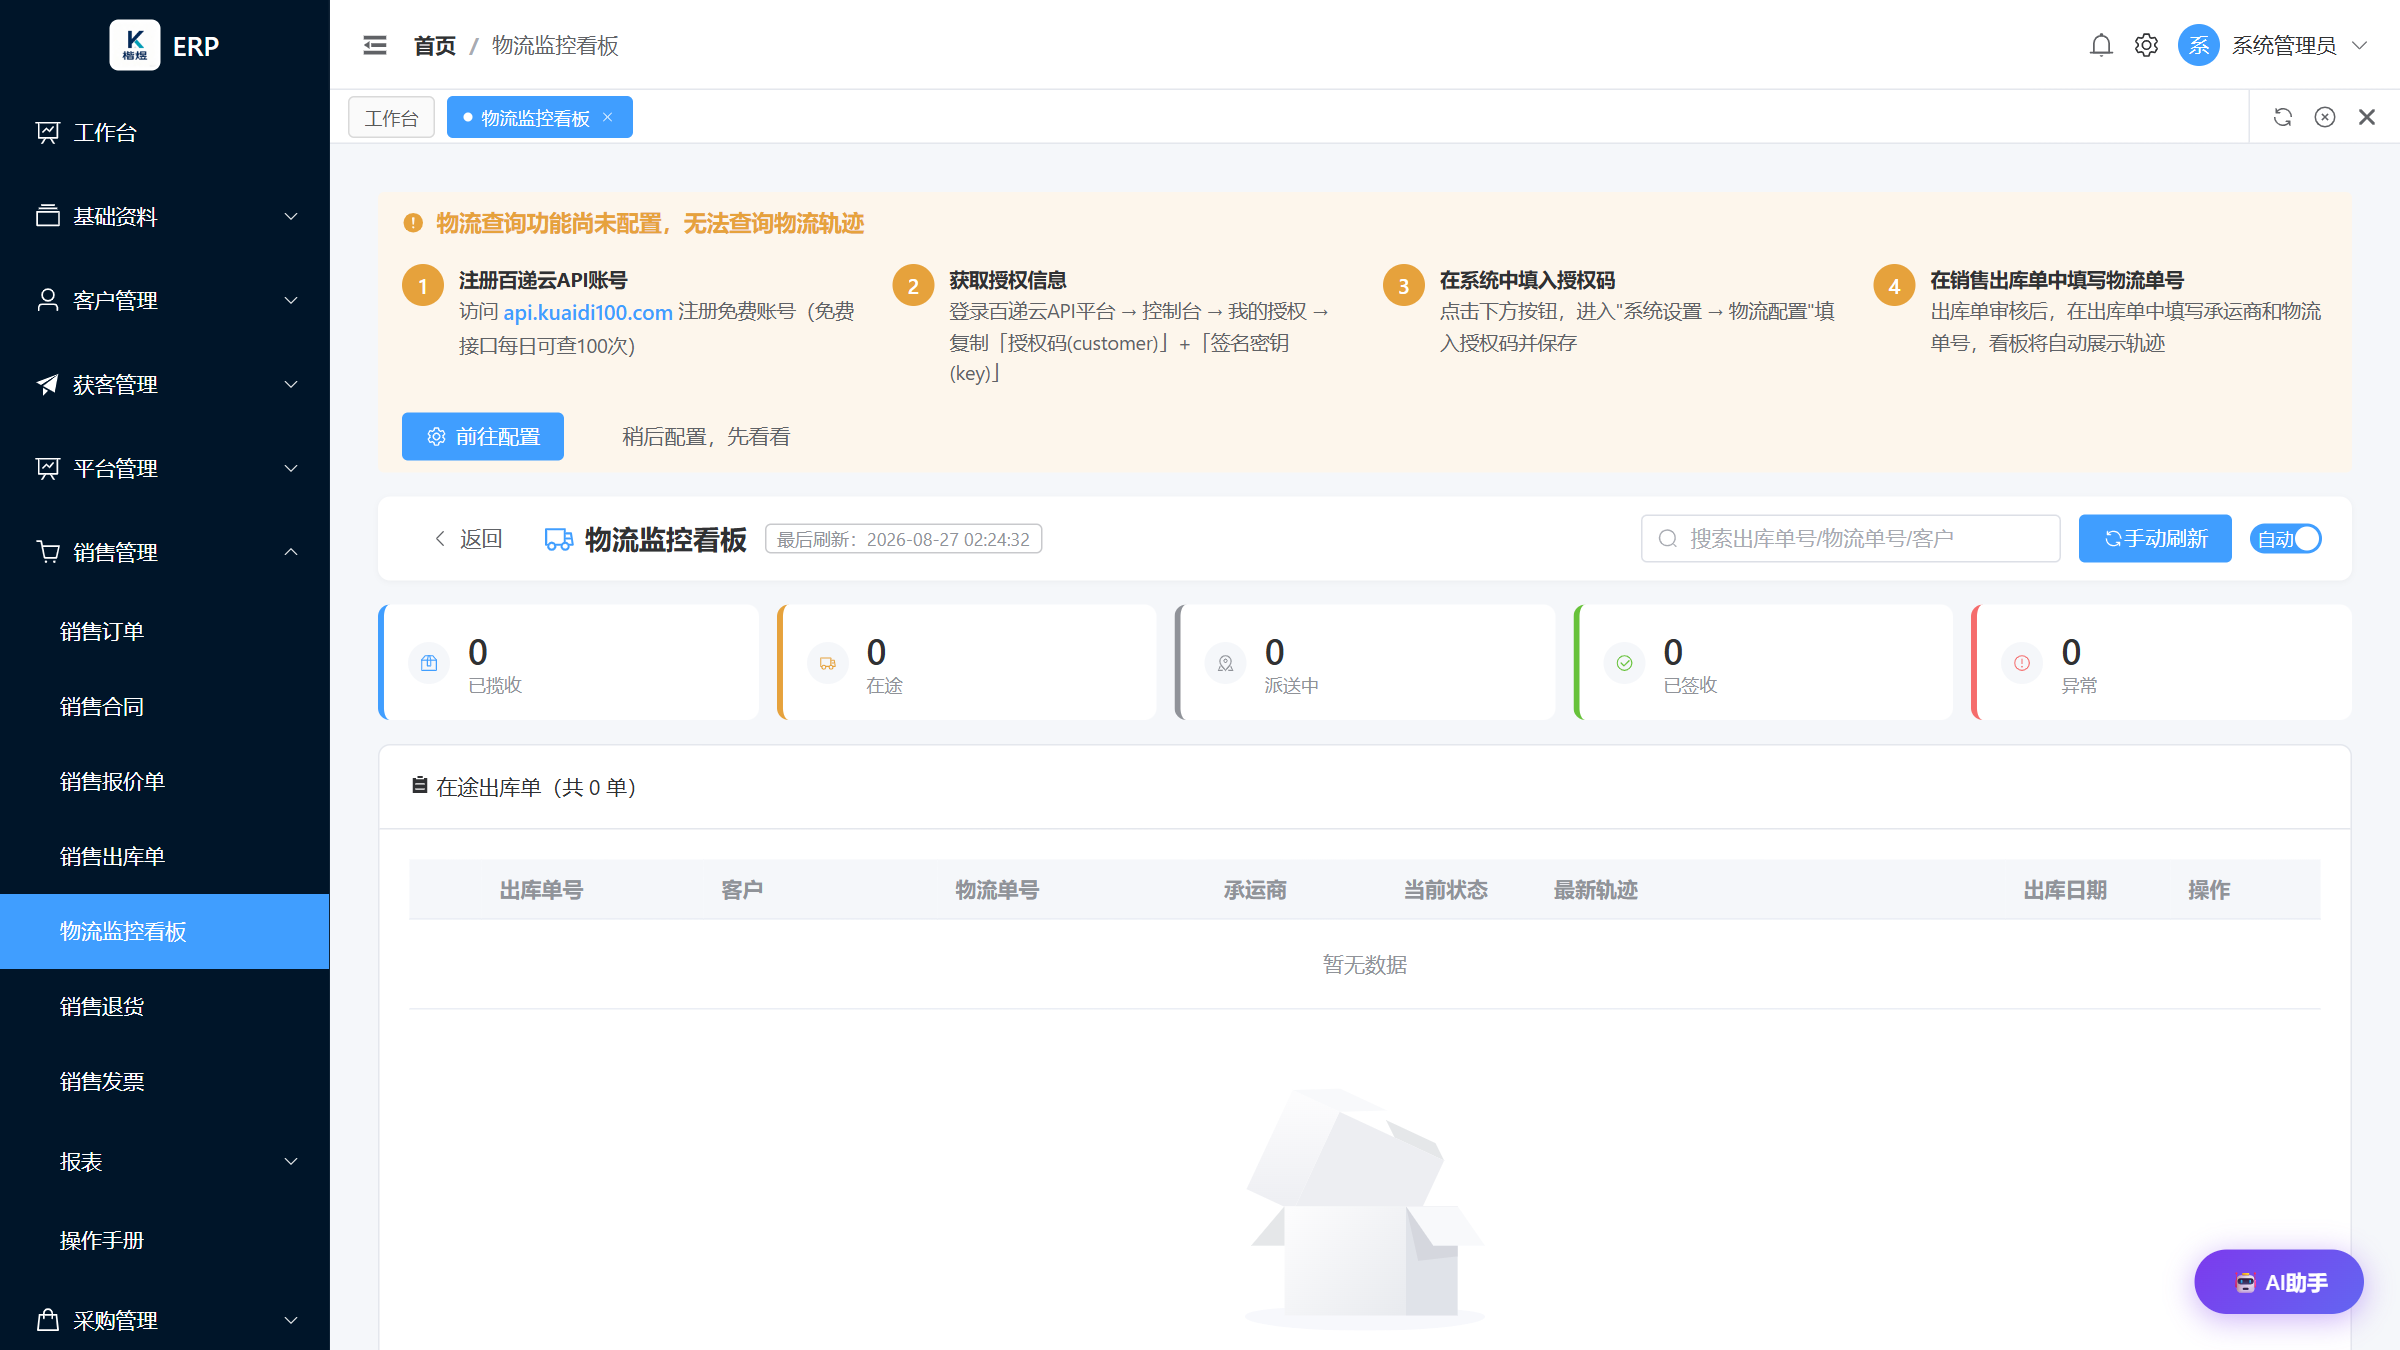 K
楷煜
ERP
工作台
基础资料
客户管理
获客管理
平台管理
销售管理
销售订单
销售合同
销售报价单
销售出库单
物流监控看板
销售退货
销售发票
报表
操作手册
采购管理
首页 / 物流监控看板
系
系统管理员
工作台
物流监控看板
物流查询功能尚未配置，无法查询物流轨迹
1
注册百递云API账号
访问 api.kuaidi100.com 注册免费账号（免费
接口每日可查100次）
2
获取授权信息
登录百递云API平台 → 控制台 → 我的授权 →
复制「授权码(customer)」+「签名密钥
(key)」
3
在系统中填入授权码
点击下方按钮，进入"系统设置 → 物流配置"填
入授权码并保存
4
在销售出库单中填写物流单号
出库单审核后，在出库单中填写承运商和物流
单号，看板将自动展示轨迹
前往配置
稍后配置，先看看
返回
物流监控看板
最后刷新：2026-08-27 02:24:32
搜索出库单号/物流单号/客户
手动刷新
自动
0
已揽收
0
在途
0
派送中
0
已签收
0
异常
在途出库单（共 0 单）
出库单号 客户 物流单号 承运商 当前状态 最新轨迹 出库日期 操作
暂无数据
AI助手